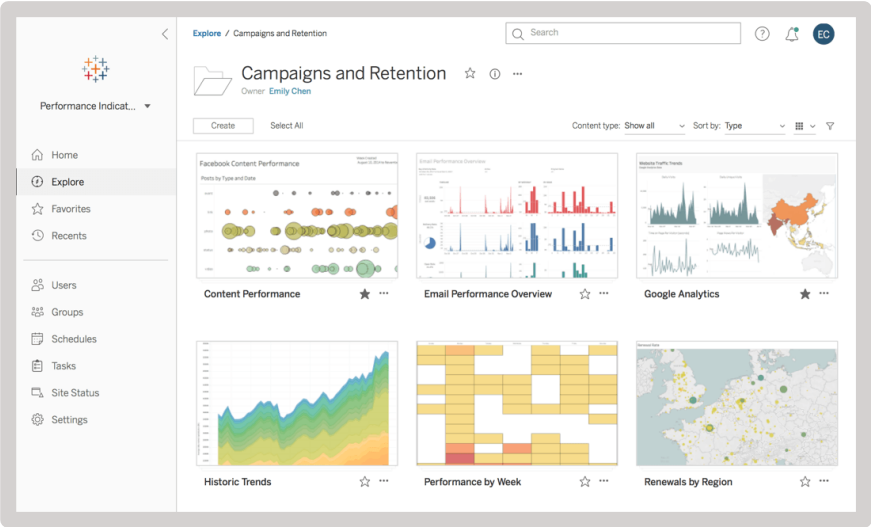 Explore / Campaigns and Retention
Search
EC
Campaigns and Retention
Owner Emily Chen
Performance Indicat...
Create
Select All
Content type: Show all
Sort by: Type
Home
Explore
Favorites
Recents
Users
Groups
Schedules
Tasks
Site Status
Settings
Facebook Content Performance
Posts by Type and Date
Content Performance
Email Performance Overview
Email Performance Overview
Website Traffic Trends
Google Analytics
Historic Trends
Performance by Week
Renewals by Region